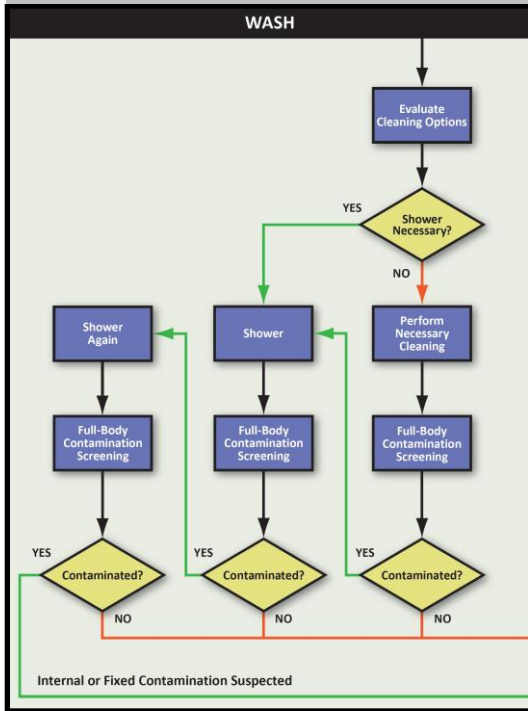 WASH
Evaluate
Cleaning Options
YES
Shower
Necessary?
NO
Shower
Again
Shower
Perform
Necessary
Cleaning
Full-Body
Contamination
Screening
Full-Body
Contamination
Screening
Full-Body
Contamination
Screening
YES
Contaminated?
NO
YES
Contaminated?
NO
YES
Contaminated?
NO
Internal or Fixed Contamination Suspected